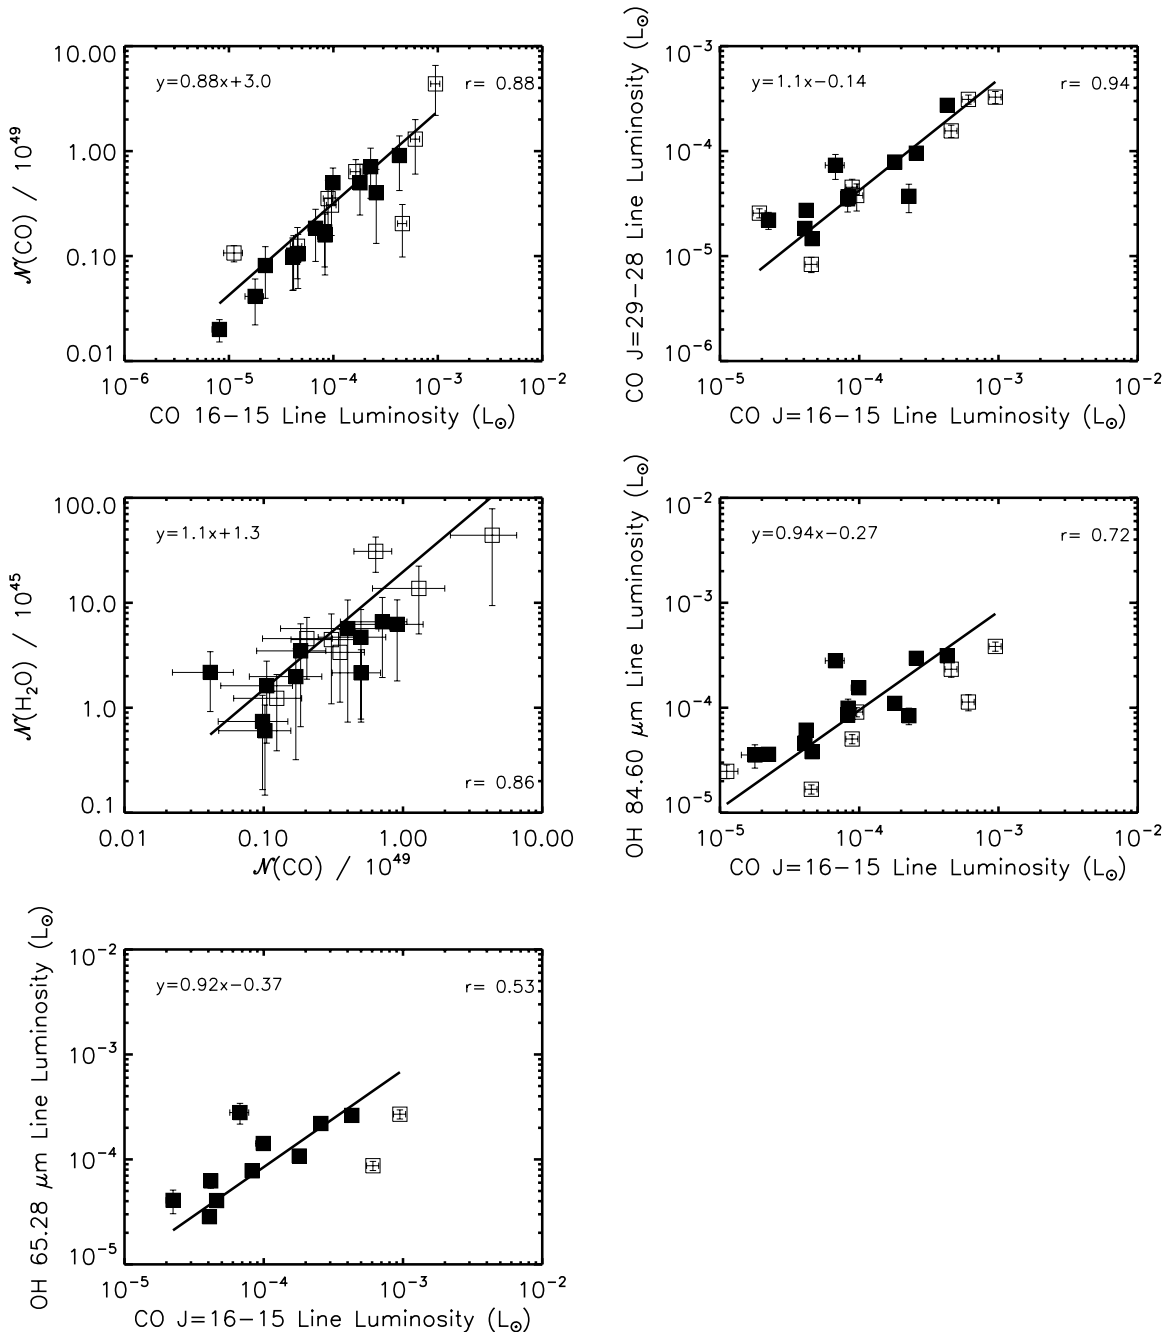 y=0.88x+3.0
r= 0.88
10.00
1.00
0.10
0.01
𝒩(CO) / 10⁴⁹
10⁻⁶ 10⁻⁵ 10⁻⁴ 10⁻³ 10⁻²
CO 16−15 Line Luminosity (L⊙)
y=1.1x−0.14
r= 0.94
10⁻³
10⁻⁴
10⁻⁵
10⁻⁶
CO J=29−28 Line Luminosity (L⊙)
10⁻⁵ 10⁻⁴ 10⁻³ 10⁻²
CO J=16−15 Line Luminosity (L⊙)
y=1.1x+1.3
r= 0.86
100.0
10.0
1.0
0.1
𝒩(H₂O) / 10⁴⁵
0.01 0.10 1.00 10.00
𝒩(CO) / 10⁴⁹
y=0.94x−0.27
r= 0.72
10⁻²
10⁻³
10⁻⁴
10⁻⁵
OH 84.60 μm Line Luminosity (L⊙)
10⁻⁵ 10⁻⁴ 10⁻³ 10⁻²
CO J=16−15 Line Luminosity (L⊙)
y=0.92x−0.37
r= 0.53
10⁻²
10⁻³
10⁻⁴
10⁻⁵
OH 65.28 μm Line Luminosity (L⊙)
10⁻⁵ 10⁻⁴ 10⁻³ 10⁻²
CO J=16−15 Line Luminosity (L⊙)